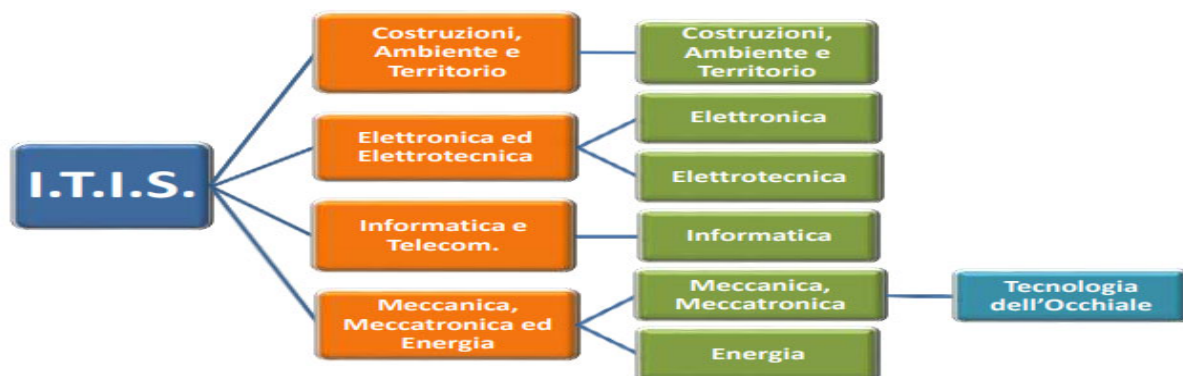 I.T.I.S.
Costruzioni,
Ambiente e
Territorio
Costruzioni,
Ambiente e
Territorio
Elettronica ed
Elettrotecnica
Elettronica
Elettrotecnica
Informatica e
Telecom.
Informatica
Meccanica,
Meccatronica ed
Energia
Meccanica,
Meccatronica
Tecnologia
dell’Occhiale
Energia